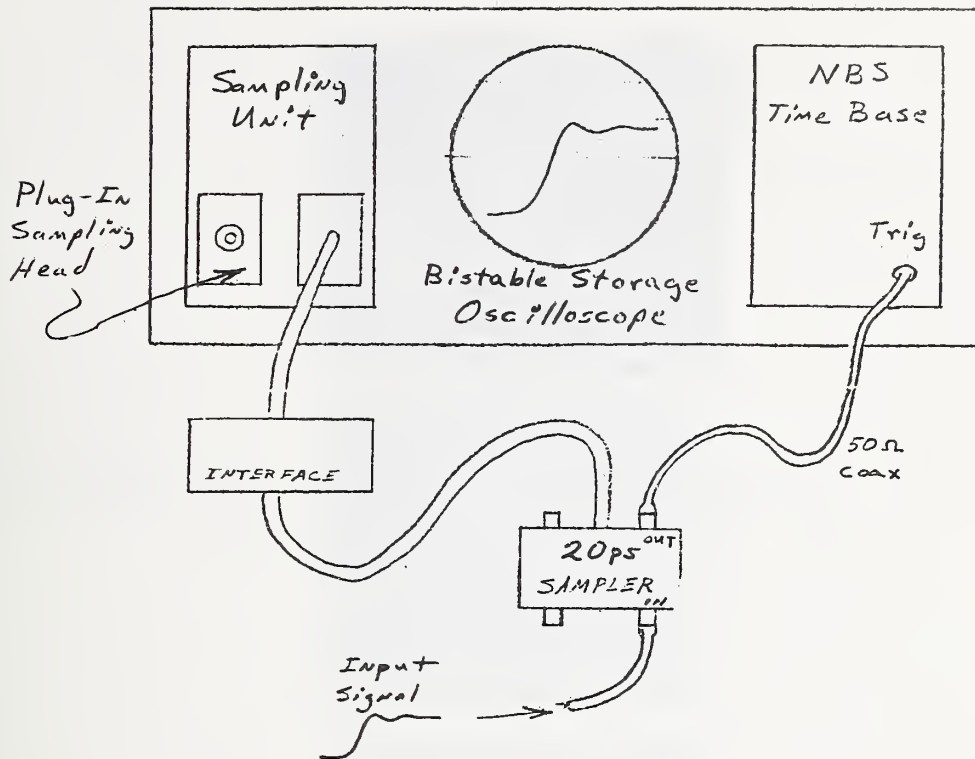 Sampling
Unit
NBS
Time Base
Plug-In
Sampling
Head
Trig
Bistable Storage
Oscilloscope
INTERFACE
50Ω
coax
20ps
OUT
SAMPLER
IN
Input
Signal